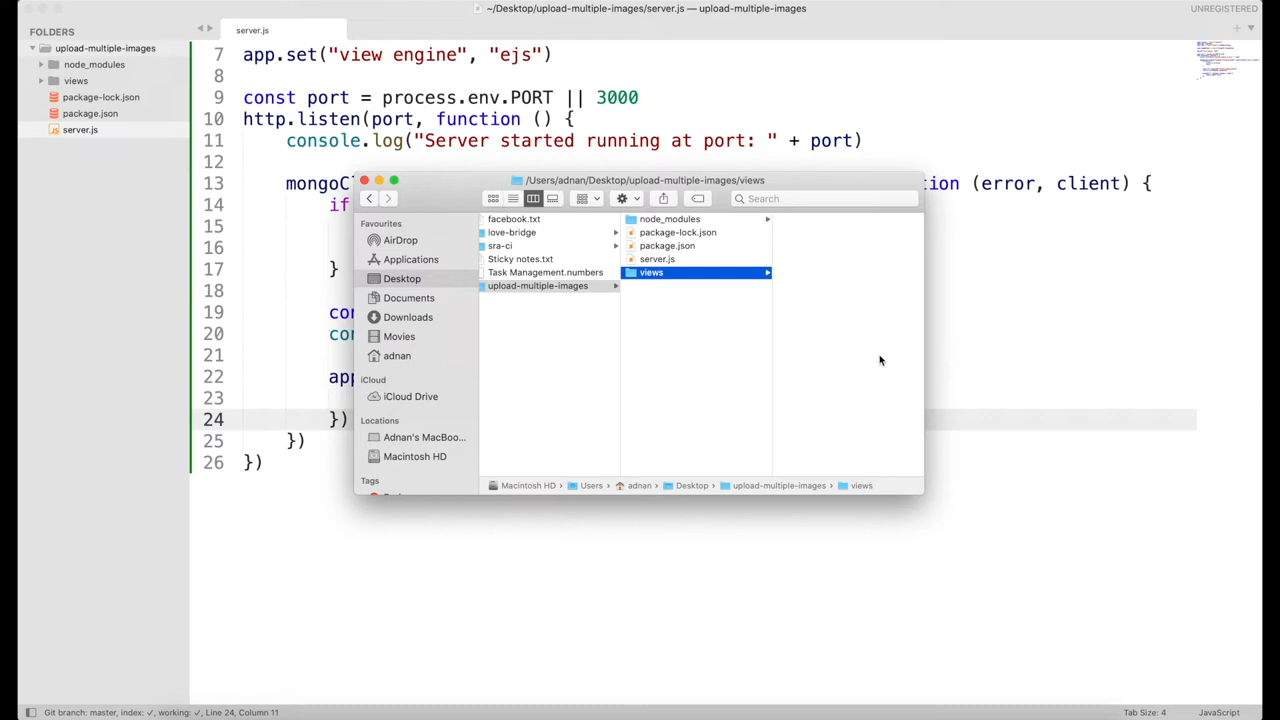 ~/Desktop/upload-multiple-images/server.js — upload-multiple-images
UNREGISTERED
FOLDERS
upload-multiple-images
node_modules
views
package-lock.json
package.json
server.js
server.js
7 app.set("view engine", "ejs")
8
9 const port = process.env.PORT || 3000
10 http.listen(port, function () {
11 console.log("Server started running at port: " + port)
12
13 mongoC tion (error, client) {
14 if
15
16
17 }
18
19 con
20 con
21
22 app
23
24 })
25 })
26 })
/Users/adnan/Desktop/upload-multiple-images/views
Search
Favourites
AirDrop
Applications
Desktop
Documents
Downloads
Movies
adnan
iCloud
iCloud Drive
Locations
Adnan's MacBoo...
Macintosh HD
Tags
facebook.txt
love-bridge
sra-ci
Sticky notes.txt
Task Management.numbers
upload-multiple-images
node_modules
package-lock.json
package.json
server.js
views
Macintosh HD › Users › adnan › Desktop › upload-multiple-images › views
Git branch: master, index: ✓, working: ✓, Line 24, Column 11
Tab Size: 4
JavaScript